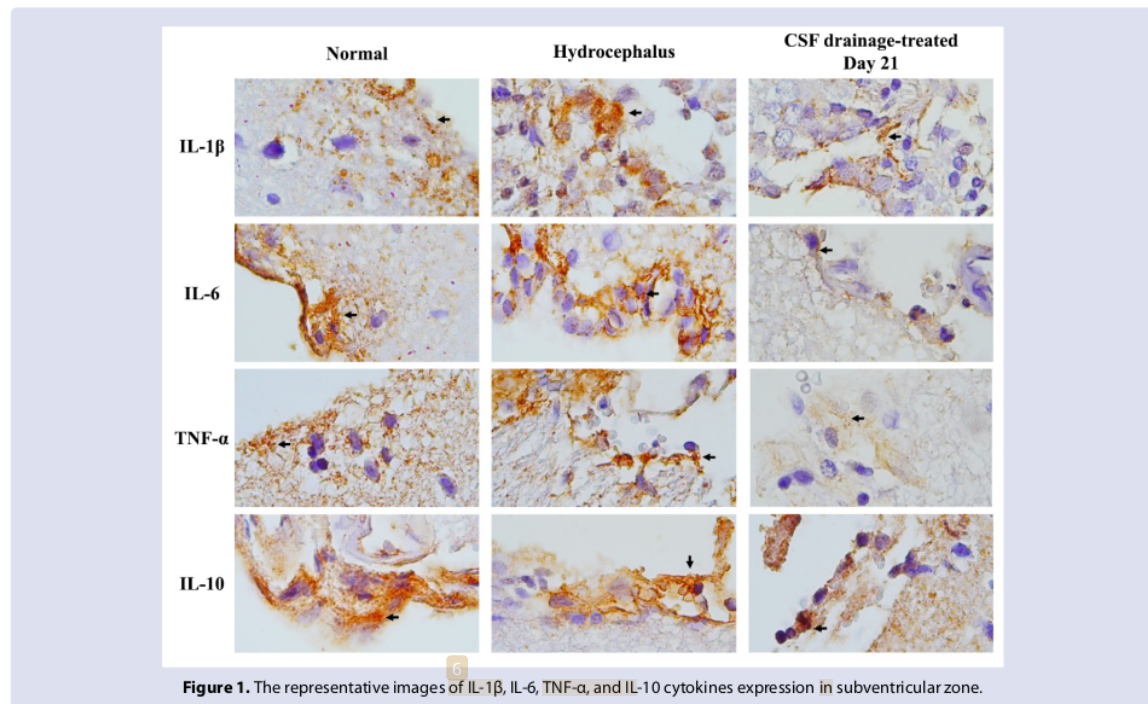 Normal
Hydrocephalus
CSF drainage-treated
Day 21
IL-1β
IL-6
TNF-α
IL-10
6
Figure 1. The representative images of IL-1β, IL-6, TNF-α, and IL-10 cytokines expression in subventricular zone.